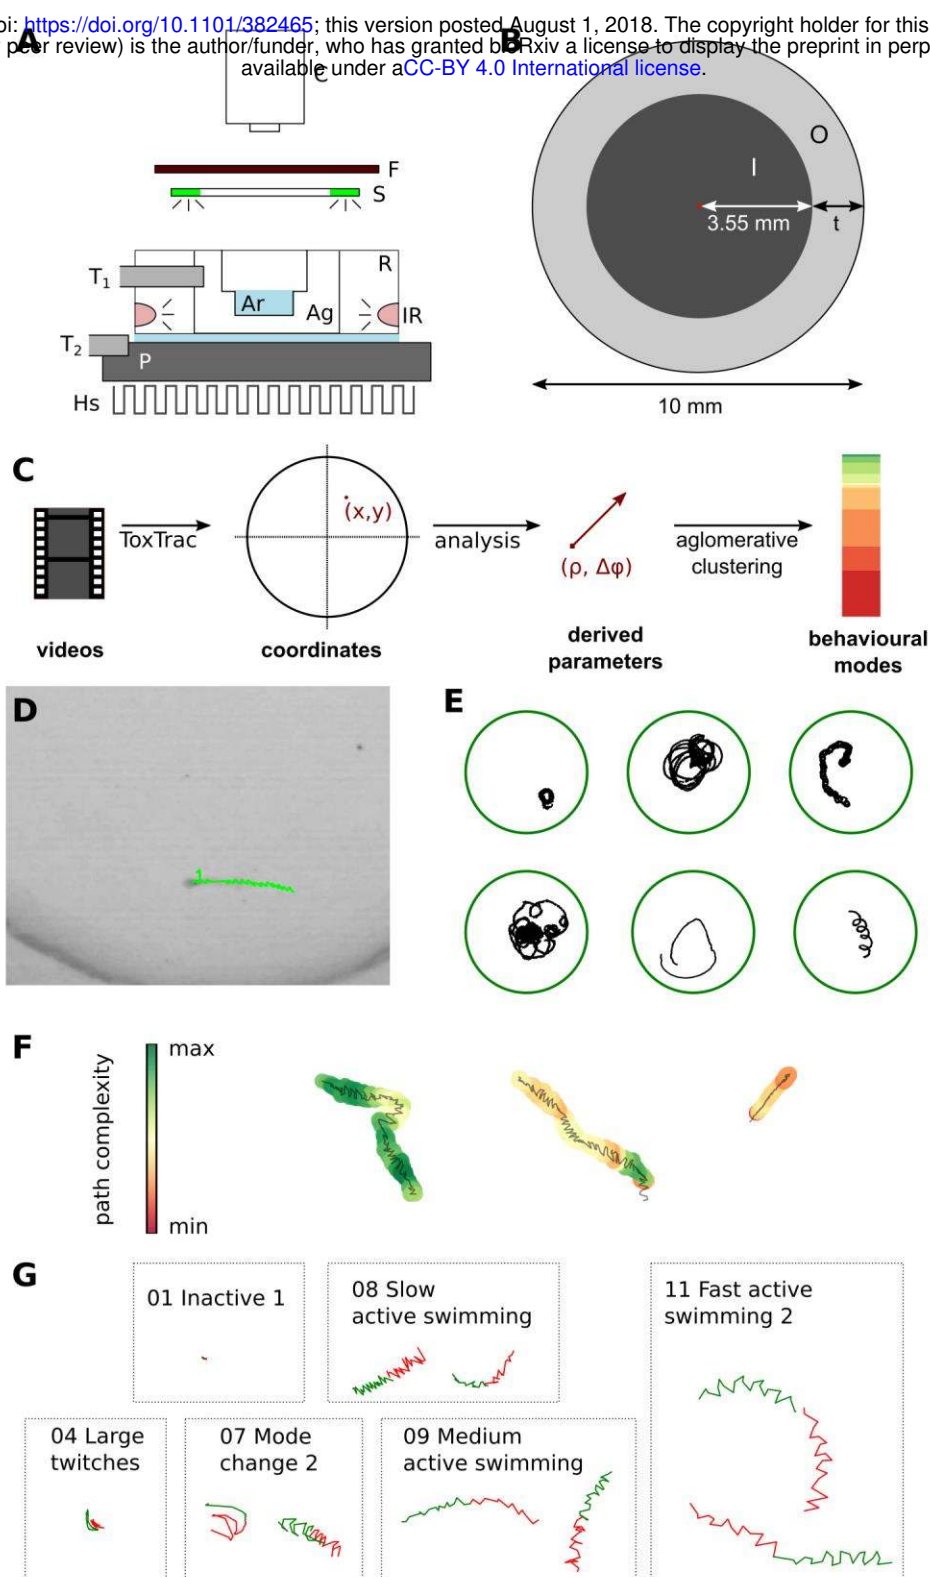 oi: https://doi.org/10.1101/382465; this version posted August 1, 2018. The copyright holder for this
peer review) is the author/funder, who has granted bioRxiv a license to display the preprint in perp
available under aCC-BY 4.0 International license.
A
B
C
F
S
O
I
3.55 mm
t
T1
R
Ar
Ag
IR
T2
P
Hs
10 mm
C
(x,y)
ToxTrac
analysis
(ρ, Δφ)
aglomerative
clustering
videos
coordinates
derived
parameters
behavioural
modes
D
1
E
F
path complexity
max
min
G
01 Inactive 1
08 Slow
active swimming
11 Fast active
swimming 2
04 Large
twitches
07 Mode
change 2
09 Medium
active swimming